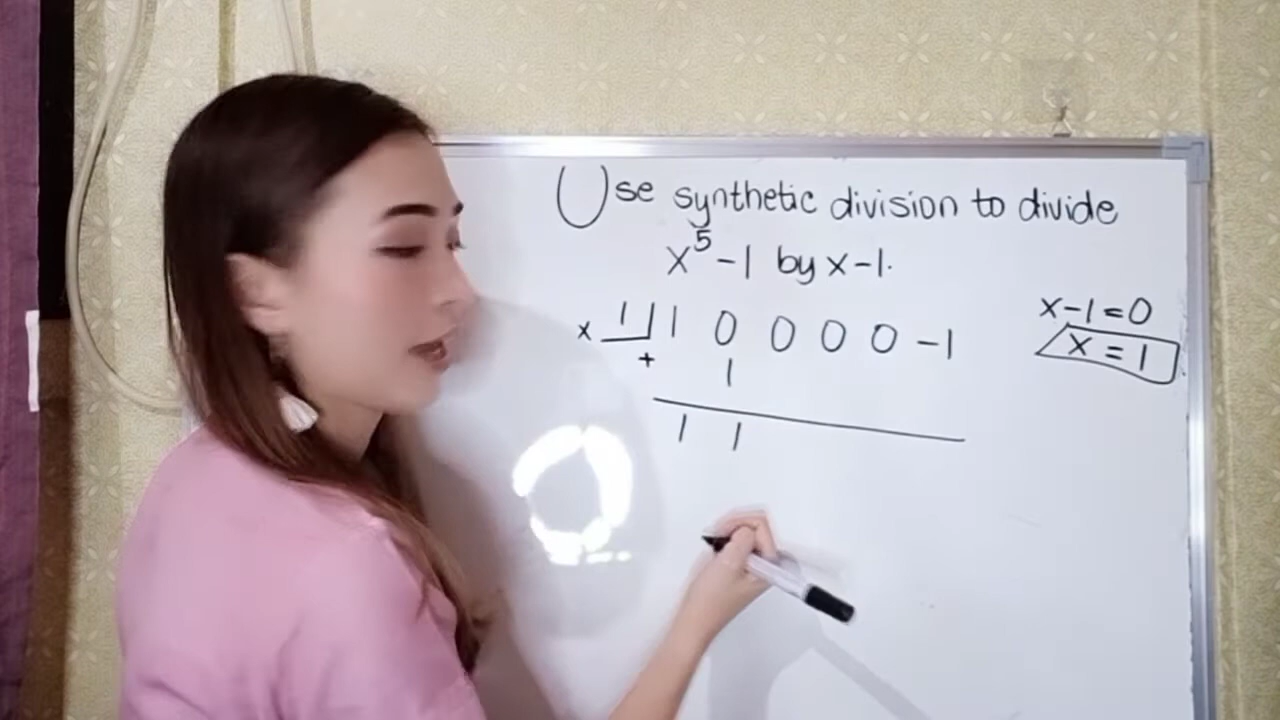 Use synthetic division to divide
x⁵-1 by x-1.
x 1 1 0 0 0 0 -1
+ 1
1 1
x-1=0
x=1